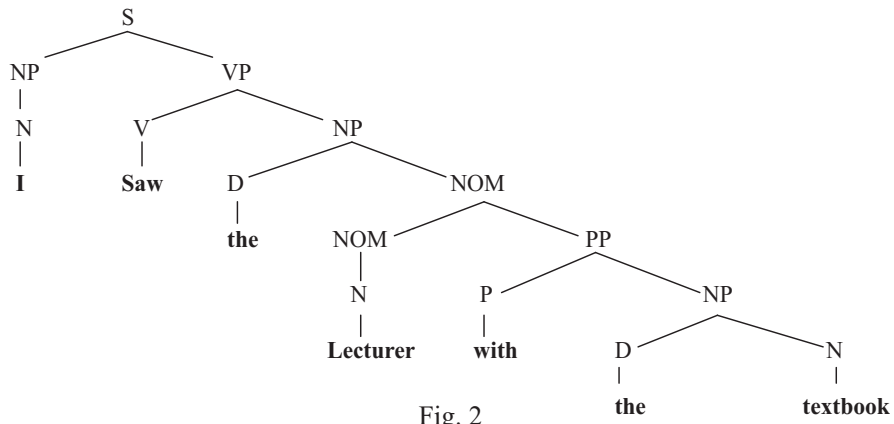 S
NP VP
N V NP
I Saw D NOM
the NOM PP
N P NP
Lecturer with D N
the textbook
Fig. 2